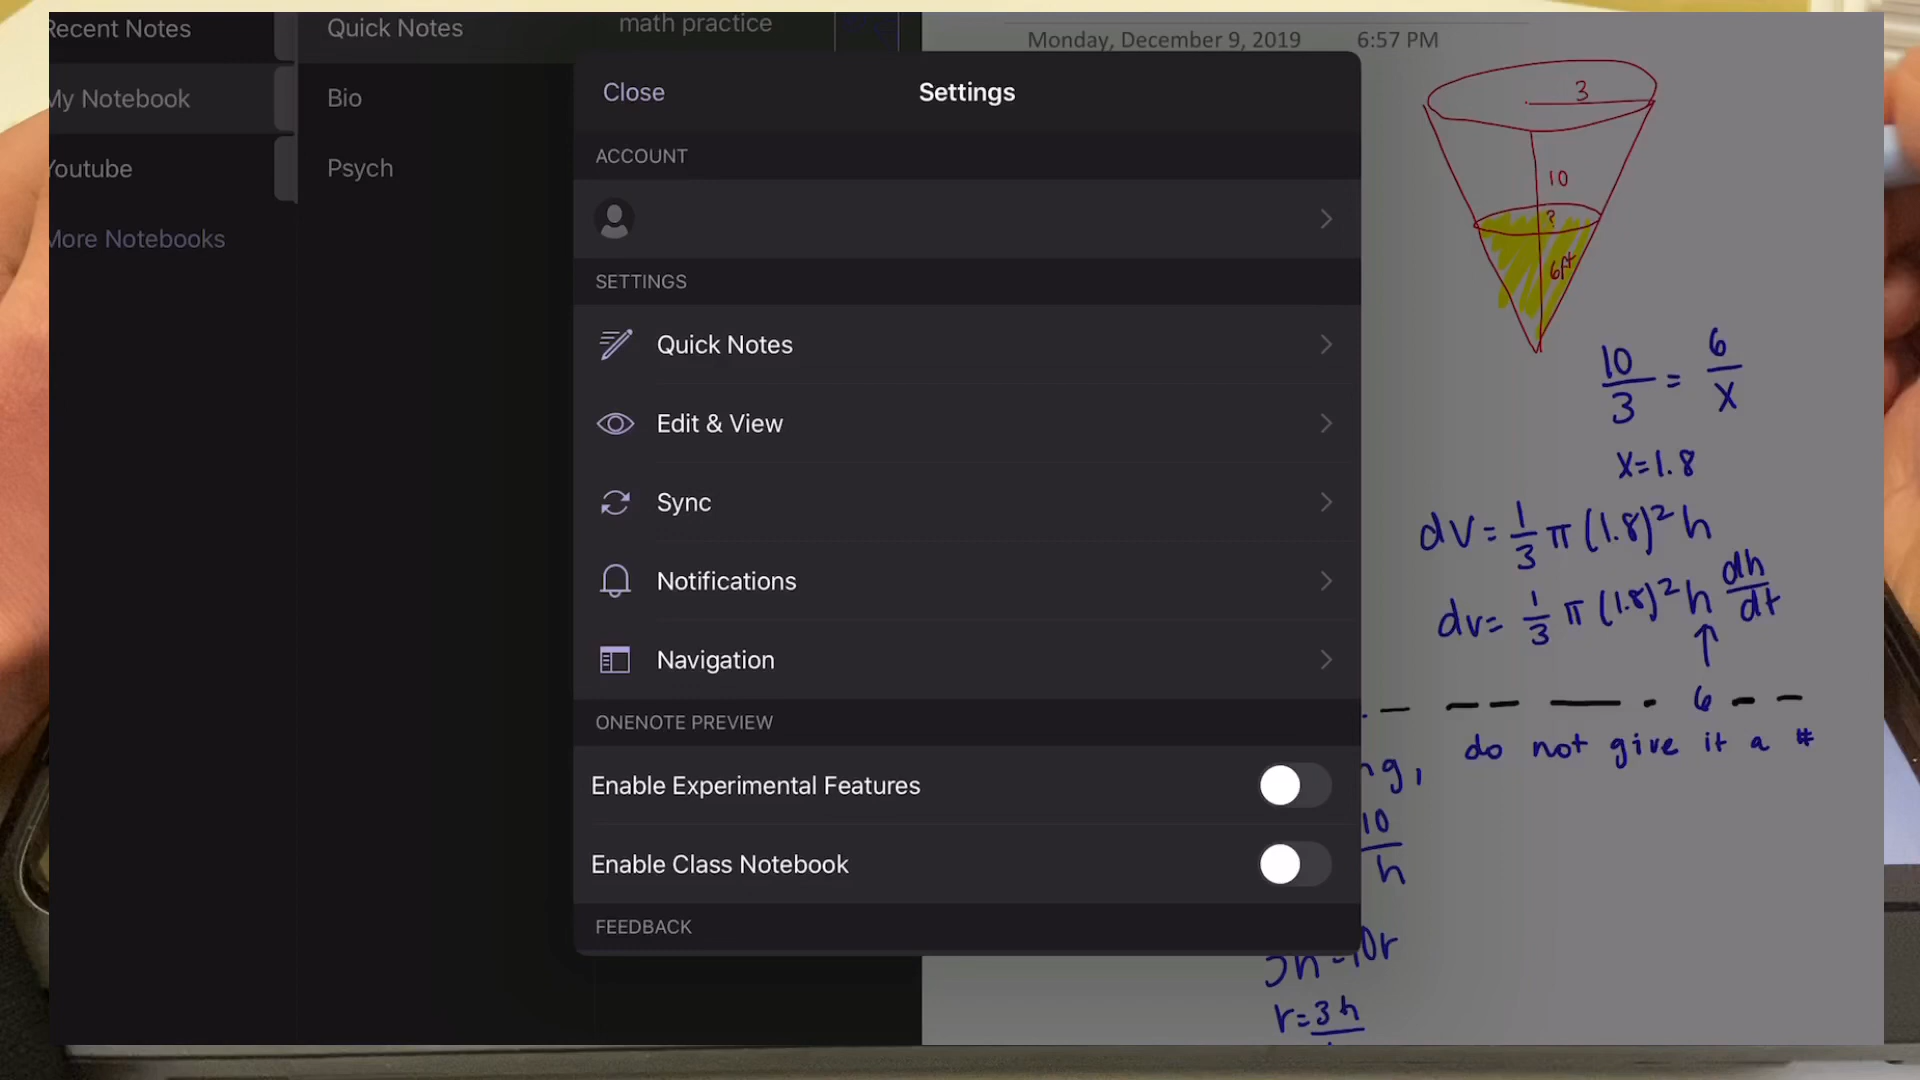 Recent Notes
My Notebook
Youtube
More Notebooks
Quick Notes
Bio
Psych
math practice
Close
Settings
ACCOUNT
SETTINGS
Quick Notes
Edit & View
Sync
Notifications
Navigation
ONENOTE PREVIEW
Enable Experimental Features
Enable Class Notebook
FEEDBACK
Monday, December 9, 2019 6:57 PM
3
10
?
6ft
10/3 = 6/x
x=1.8
dV = 1/3 π (1.8)² h
dv = 1/3 π (1.8)² h dh/dt
↑
6
do not give it a #
ng,
10
h
3h = 10r
r = 3h